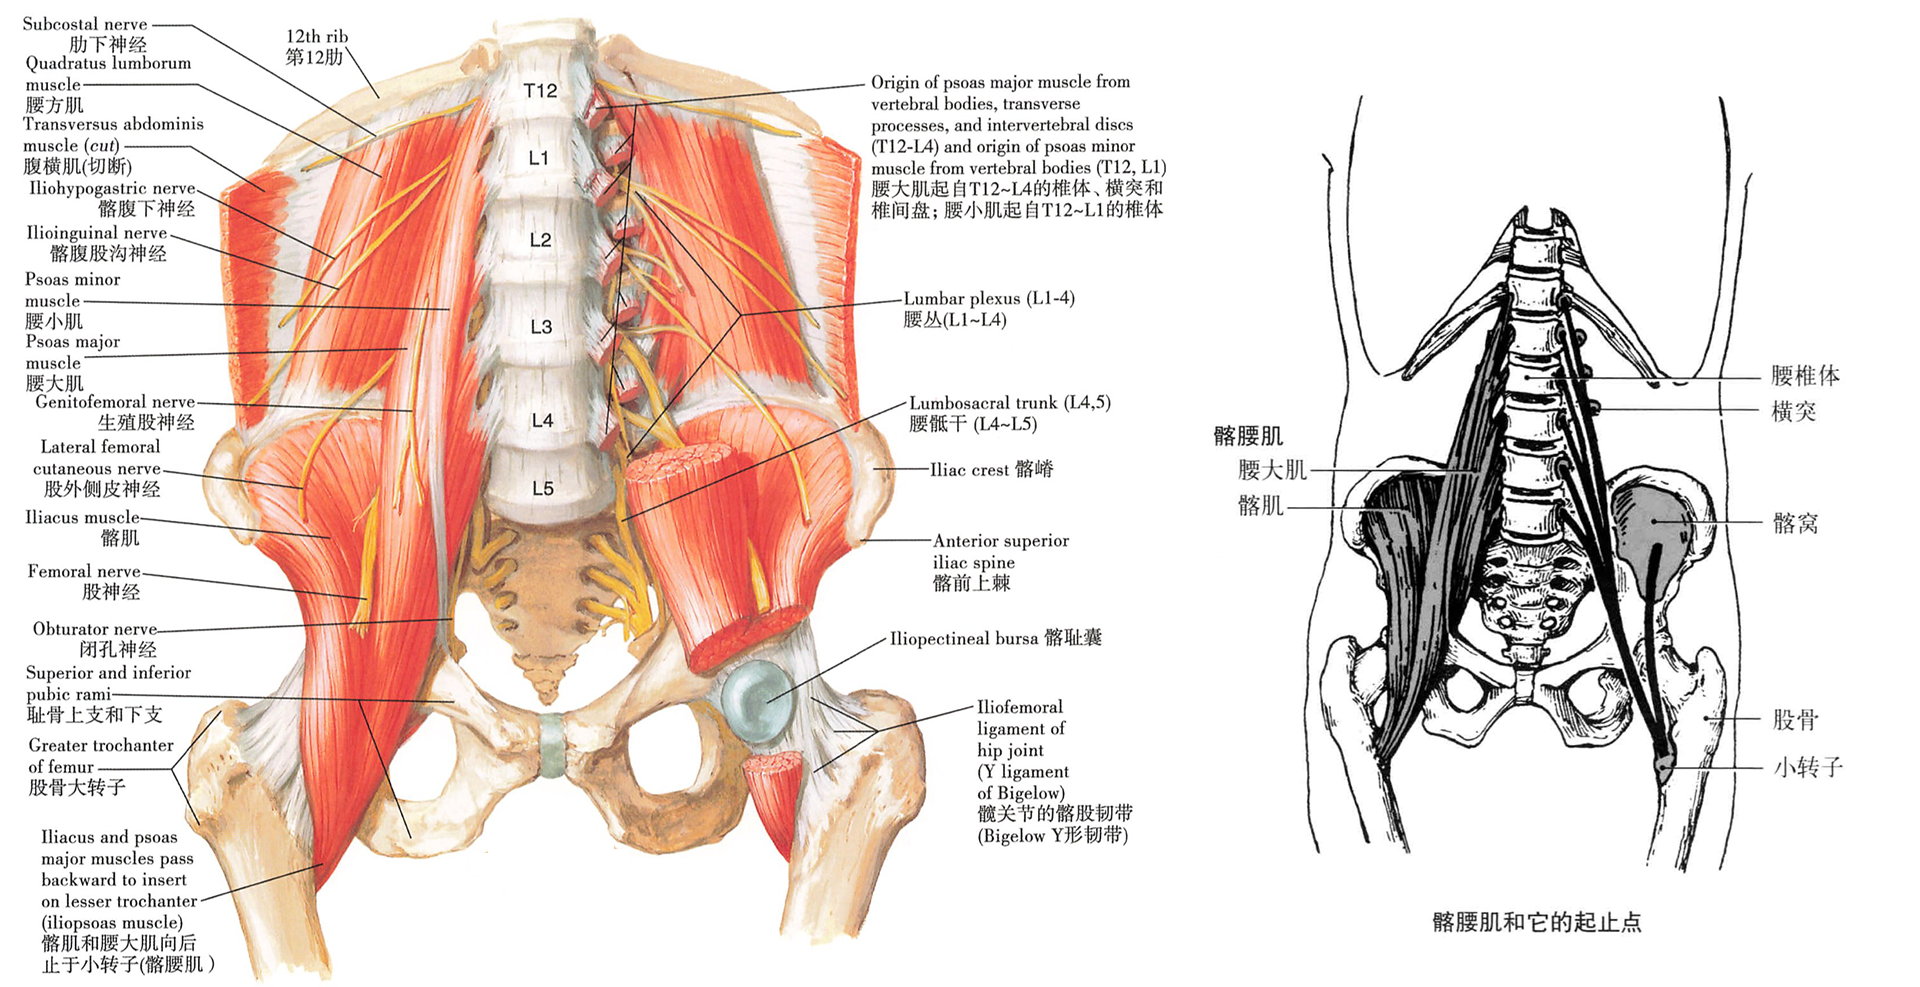 Subcostal nerve
肋下神经
Quadratus lumborum
muscle
腰方肌
Transversus abdominis
muscle (cut)
腹横肌(切断)
Iliohypogastric nerve
髂腹下神经
Ilioinguinal nerve
髂腹股沟神经
Psoas minor
muscle
腰小肌
Psoas major
muscle
腰大肌
Genitofemoral nerve
生殖股神经
Lateral femoral
cutaneous nerve
股外侧皮神经
Iliacus muscle
髂肌
Femoral nerve
股神经
Obturator nerve
闭孔神经
Superior and inferior
pubic rami
耻骨上支和下支
Greater trochanter
of femur
股骨大转子
Iliacus and psoas
major muscles pass
backward to insert
on lesser trochanter
(iliopsoas muscle)
髂肌和腰大肌向后
止于小转子(髂腰肌)
12th rib
第12肋
T12
L1
L2
L3
L4
L5
Origin of psoas major muscle from
vertebral bodies, transverse
processes, and intervertebral discs
(T12-L4) and origin of psoas minor
muscle from vertebral bodies (T12, L1)
腰大肌起自T12~L4的椎体、横突和
椎间盘；腰小肌起自T12~L1的椎体
Lumbar plexus (L1-4)
腰丛(L1~L4)
Lumbosacral trunk (L4,5)
腰骶干 (L4~L5)
Iliac crest 髂嵴
Anterior superior
iliac spine
髂前上棘
Iliopectineal bursa 髂耻囊
Iliofemoral
ligament of
hip joint
(Y ligament
of Bigelow)
髋关节的髂股韧带
(Bigelow Y形韧带)
髂腰肌
腰大肌
髂肌
腰椎体
横突
髂窝
股骨
小转子
髂腰肌和它的起止点